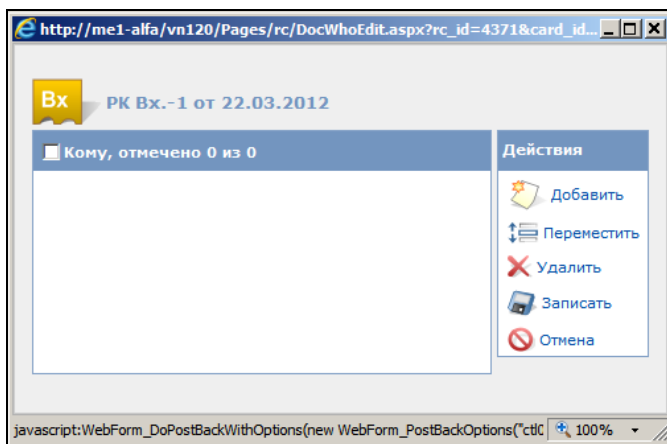 http://me1-alfa/vn120/Pages/rc/DocWhoEdit.aspx?rc_id=4371&card_id...
Вх
РК Вх.-1 от 22.03.2012
Кому, отмечено 0 из 0
Действия
Добавить
Переместить
Удалить
Записать
Отмена
javascript:WebForm_DoPostBackWithOptions(new WebForm_PostBackOptions("ctl0
100%